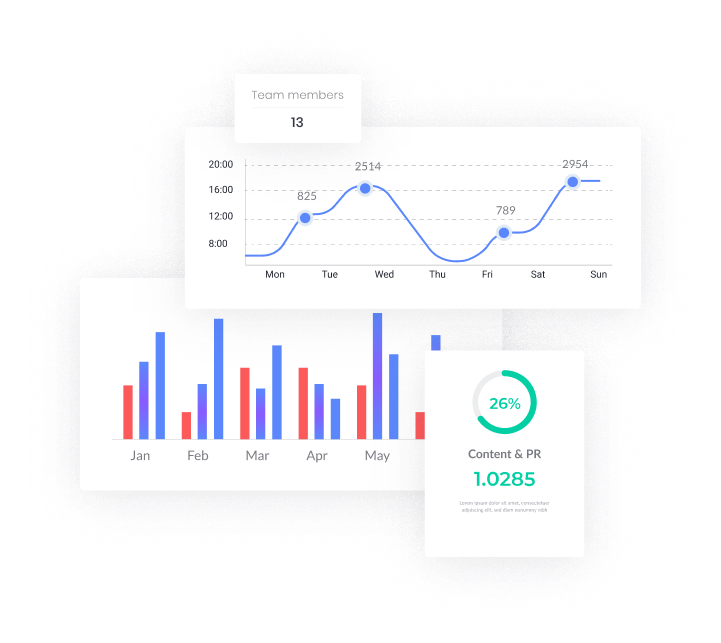 Team members
13
20:00
16:00
12:00
8:00
825
2514
789
2954
Mon Tue Wed Thu Fri Sat Sun
Jan Feb Mar Apr May
26%
Content & PR
1.0285
Lorem ipsum dolor sit amet, consectetuer
adipiscing elit, sed diam nonummy nibh